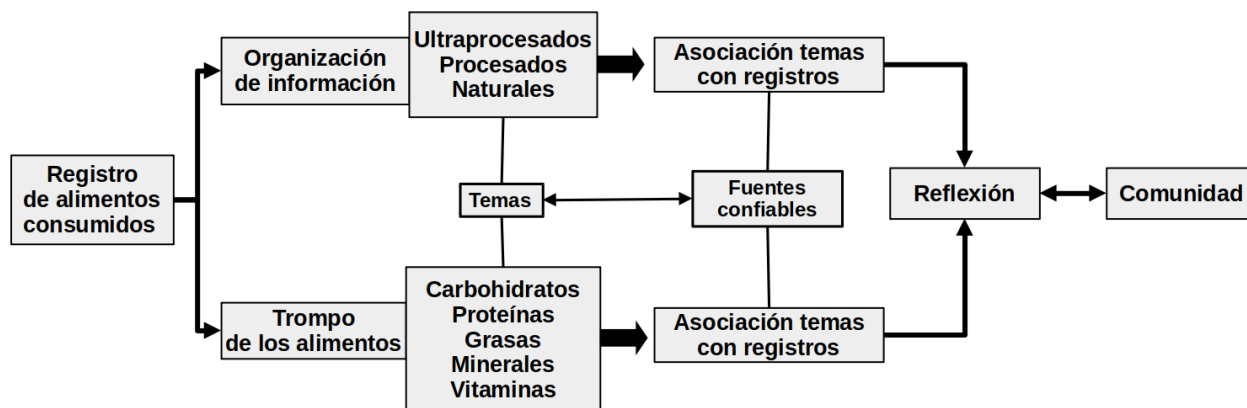 Registro
de alimentos
consumidos
Organización
de información
Ultraprocesados
Procesados
Naturales
Asociación temas
con registros
Temas
Fuentes
confiables
Trompo
de los alimentos
Carbohidratos
Proteínas
Grasas
Minerales
Vitaminas
Asociación temas
con registros
Reflexión
Comunidad